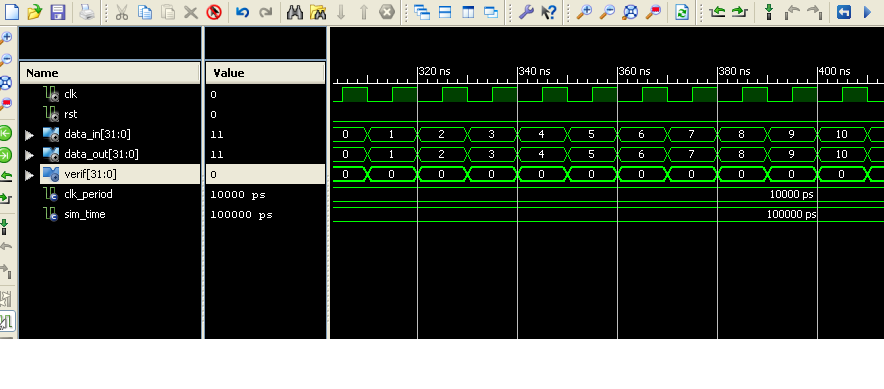 320 ns 340 ns 360 ns 380 ns 400 ns
Name Value
clk 0
rst 0
data_in[31:0] 11 0 1 2 3 4 5 6 7 8 9 10
data_out[31:0] 11 0 1 2 3 4 5 6 7 8 9 10
verif[31:0] 0 0 0 0 0 0 0 0 0 0 0 0
clk_period 10000 ps 10000 ps
sim_time 100000 ps 100000 ps